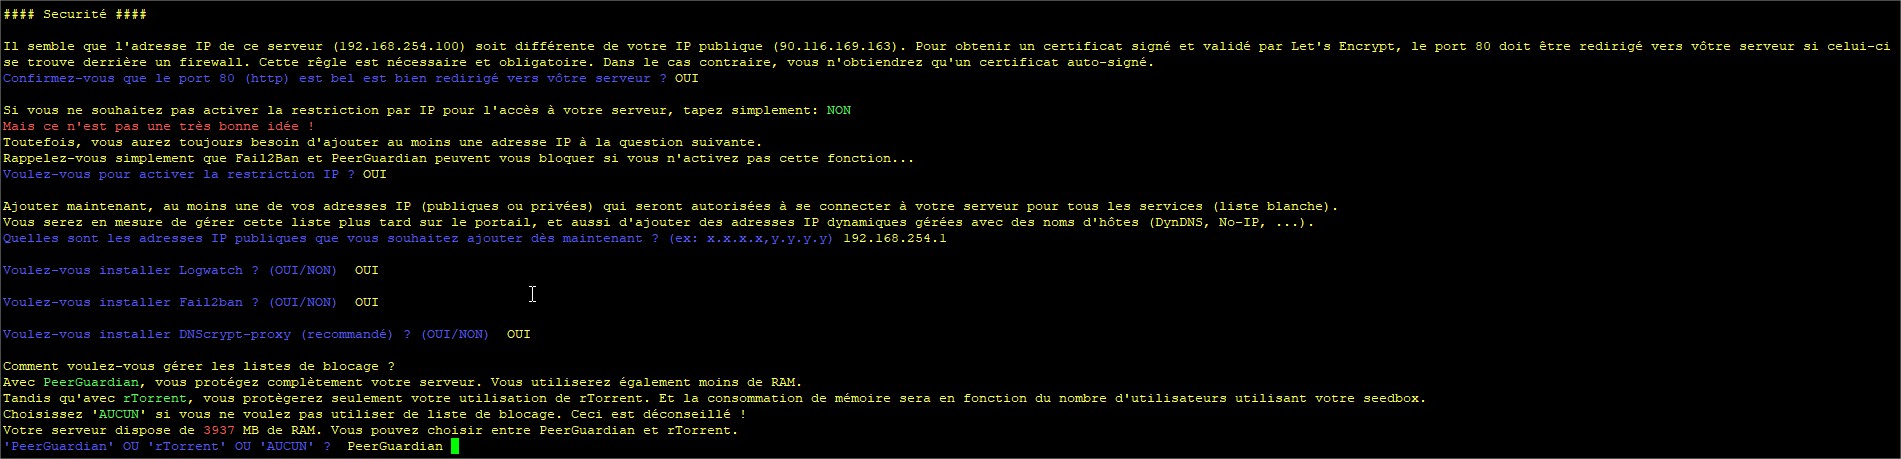 #### Securité ####
Il semble que l'adresse IP de ce serveur (192.168.254.100) soit différente de votre IP publique (90.116.169.163). Pour obtenir un certificat signé et validé par Let's Encrypt, le port 80 doit être redirigé vers vôtre serveur si celui-ci
se trouve derrière un firewall. Cette rêgle est nécessaire et obligatoire. Dans le cas contraire, vous n'obtiendrez qu'un certificat auto-signé.
Confirmez-vous que le port 80 (http) est bel est bien redirigé vers vôtre serveur ? OUI
Si vous ne souhaitez pas activer la restriction par IP pour l'accès à votre serveur, tapez simplement: NON
Mais ce n'est pas une très bonne idée !
Toutefois, vous aurez toujours besoin d'ajouter au moins une adresse IP à la question suivante.
Rappelez-vous simplement que Fail2Ban et PeerGuardian peuvent vous bloquer si vous n'activez pas cette fonction...
Voulez-vous pour activer la restriction IP ? OUI
Ajouter maintenant, au moins une de vos adresses IP (publiques ou privées) qui seront autorisées à se connecter à votre serveur pour tous les services (liste blanche).
Vous serez en mesure de gérer cette liste plus tard sur le portail, et aussi d'ajouter des adresses IP dynamiques gérées avec des noms d'hôtes (DynDNS, No-IP, ...).
Quelles sont les adresses IP publiques que vous souhaitez ajouter dès maintenant ? (ex: x.x.x.x,y.y.y.y) 192.168.254.1
Voulez-vous installer Logwatch ? (OUI/NON)  OUI
Voulez-vous installer Fail2ban ? (OUI/NON)  OUI
Voulez-vous installer DNScrypt-proxy (recommandé) ? (OUI/NON)  OUI
Comment voulez-vous gérer les listes de blocage ?
Avec PeerGuardian, vous protégez complètement votre serveur. Vous utiliserez également moins de RAM.
Tandis qu'avec rTorrent, vous protègerez seulement votre utilisation de rTorrent. Et la consommation de mémoire sera en fonction du nombre d'utilisateurs utilisant votre seedbox.
Choisissez 'AUCUN' si vous ne voulez pas utiliser de liste de blocage. Ceci est déconseillé !
Votre serveur dispose de 3937 MB de RAM. Vous pouvez choisir entre PeerGuardian et rTorrent.
'PeerGuardian' OU 'rTorrent' OU 'AUCUN' ?  PeerGuardian